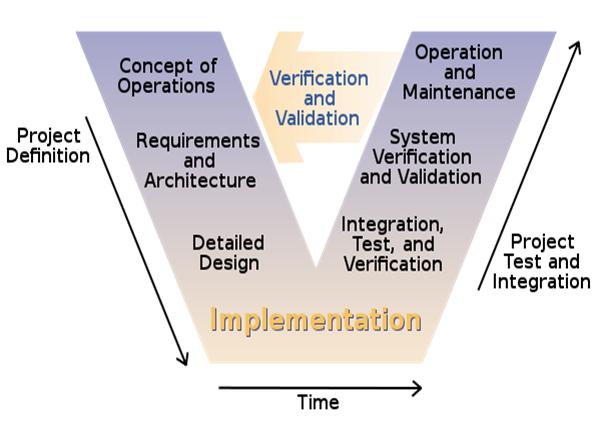 Concept of
Operations
Verification
and
Validation
Operation
and
Maintenance
Project
Definition
Requirements
and
Architecture
System
Verification
and Validation
Detailed
Design
Integration,
Test, and
Verification
Project
Test and
Integration
Implementation
Time